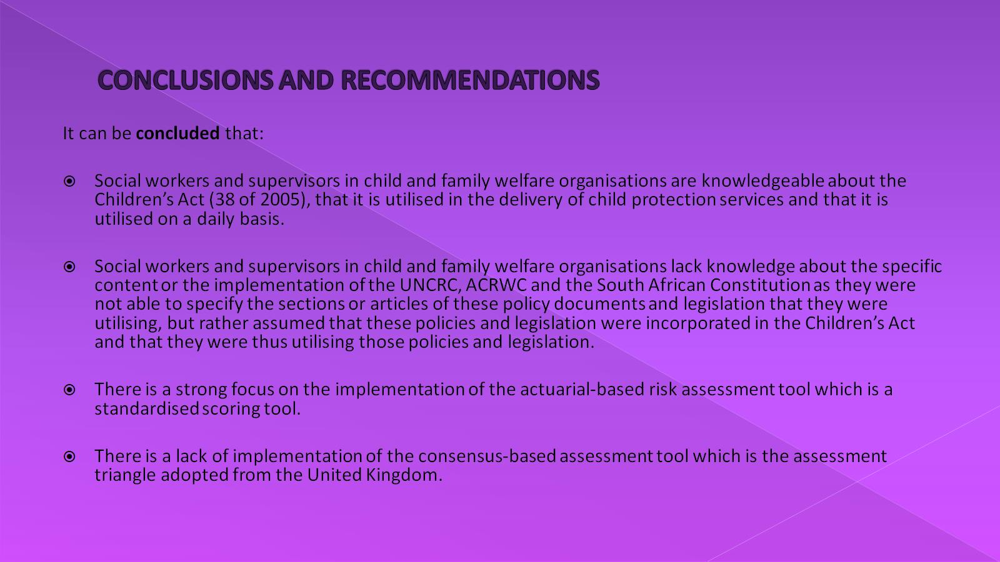 CONCLUSIONS AND RECOMMENDATIONS
It can be concluded that:
Social workers and supervisors in child and family welfare organisations are knowledgeable about the
Children’s Act (38 of 2005), that it is utilised in the delivery of child protection services and that it is
utilised on a daily basis.
Social workers and supervisors in child and family welfare organisations lack knowledge about the specific
content or the implementation of the UNCRC, ACRWC and the South African Constitution as they were
not able to specify the sections or articles of these policy documents and legislation that they were
utilising, but rather assumed that these policies and legislation were incorporated in the Children’s Act
and that they were thus utilising those policies and legislation.
There is a strong focus on the implementation of the actuarial-based risk assessment tool which is a
standardised scoring tool.
There is a lack of implementation of the consensus-based assessment tool which is the assessment
triangle adopted from the United Kingdom.